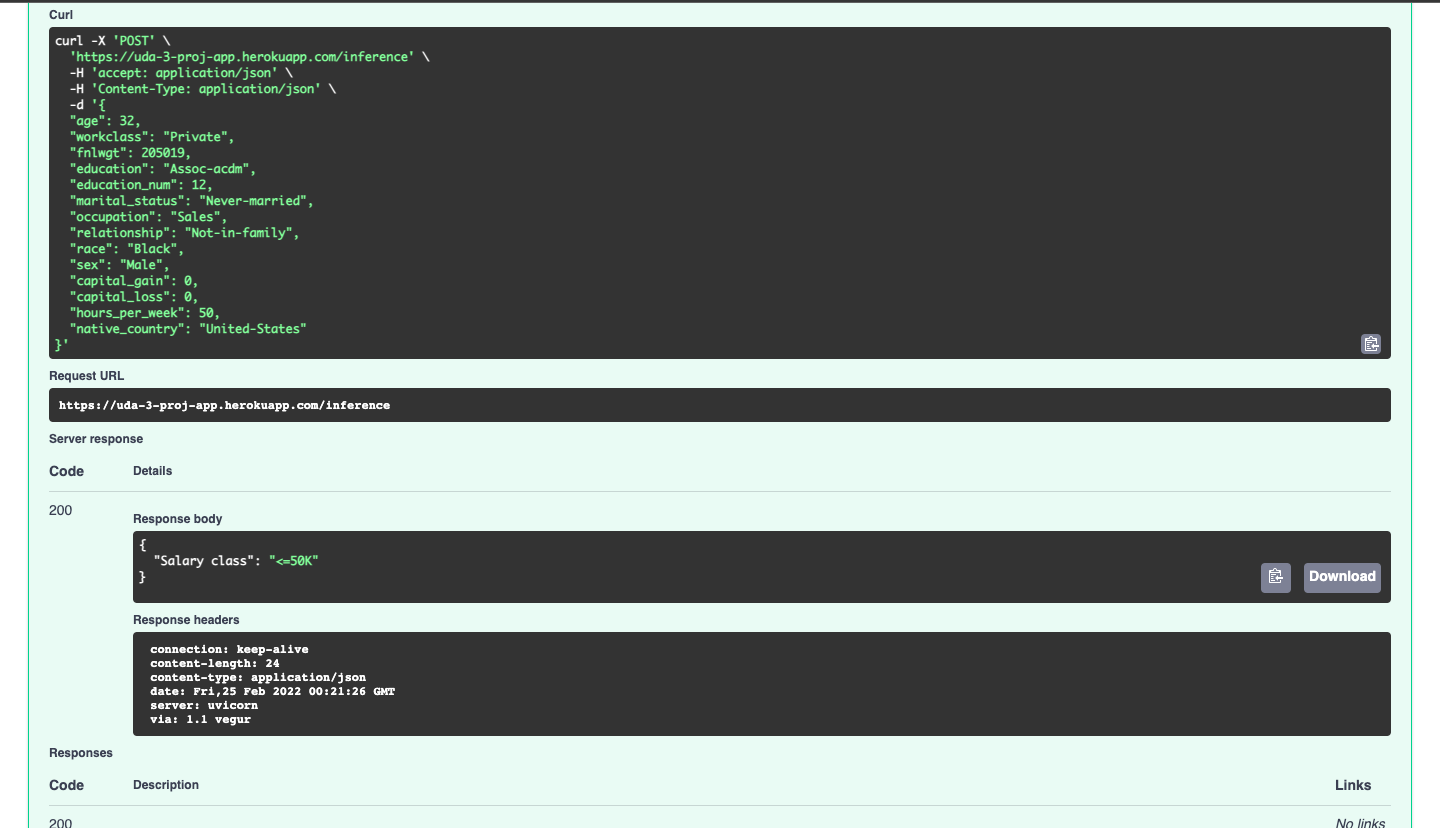 Curl
curl -X 'POST' \
'https://uda-3-proj-app.herokuapp.com/inference' \
-H 'accept: application/json' \
-H 'Content-Type: application/json' \
-d '{
"age": 32,
"workclass": "Private",
"fnlwgt": 205019,
"education": "Assoc-acdm",
"education_num": 12,
"marital_status": "Never-married",
"occupation": "Sales",
"relationship": "Not-in-family",
"race": "Black",
"sex": "Male",
"capital_gain": 0,
"capital_loss": 0,
"hours_per_week": 50,
"native_country": "United-States"
}'
Request URL
https://uda-3-proj-app.herokuapp.com/inference
Server response
Code Details
200
Response body
{
"Salary class": "<=50K"
}
Download
Response headers
connection: keep-alive
content-length: 24
content-type: application/json
date: Fri,25 Feb 2022 00:21:26 GMT
server: uvicorn
via: 1.1 vegur
Responses
Code Description Links
200 No links